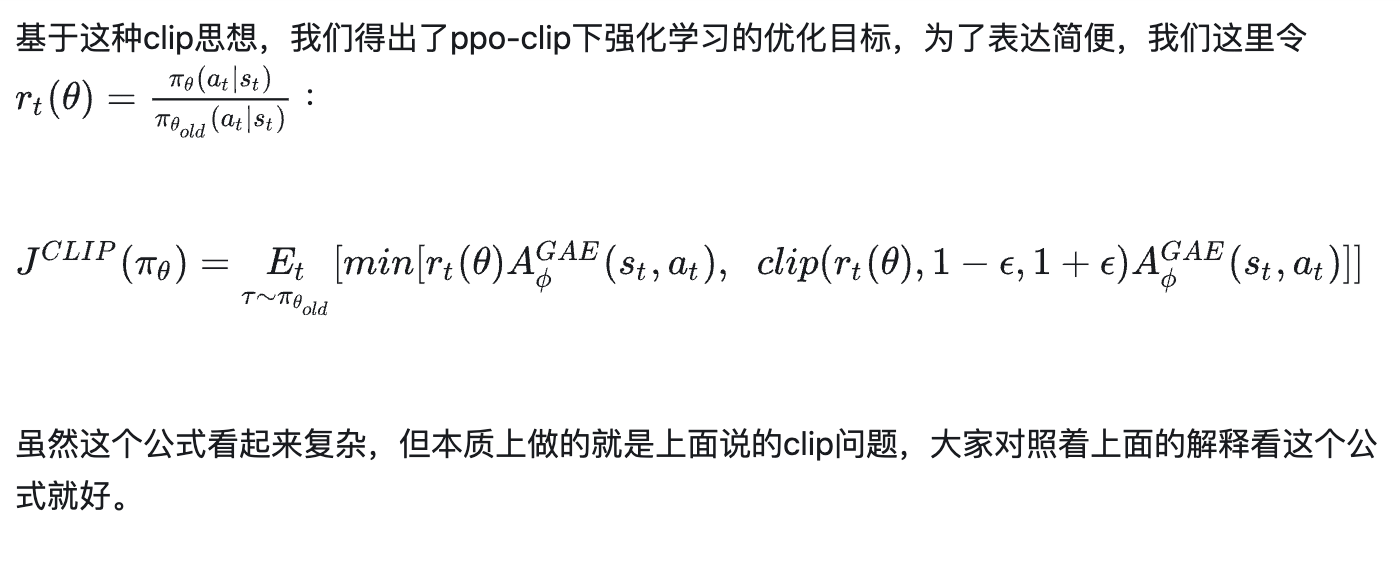 基于这种clip思想，我们得出了ppo-clip下强化学习的优化目标，为了表达简便，我们这里令
$r_t(\theta) = \frac{\pi_\theta(a_t|s_t)}{\pi_{\theta_{old}}(a_t|s_t)}$：
$J^{CLIP}(\pi_\theta) = \underset{\tau \sim \pi_{\theta_{old}}}{E_t} [min[r_t(\theta)A_\phi^{GAE}(s_t, a_t), \ clip(r_t(\theta), 1 - \epsilon, 1 + \epsilon)A_\phi^{GAE}(s_t, a_t)]]$
虽然这个公式看起来复杂，但本质上做的就是上面说的clip问题，大家对照着上面的解释看这个公
式就好。